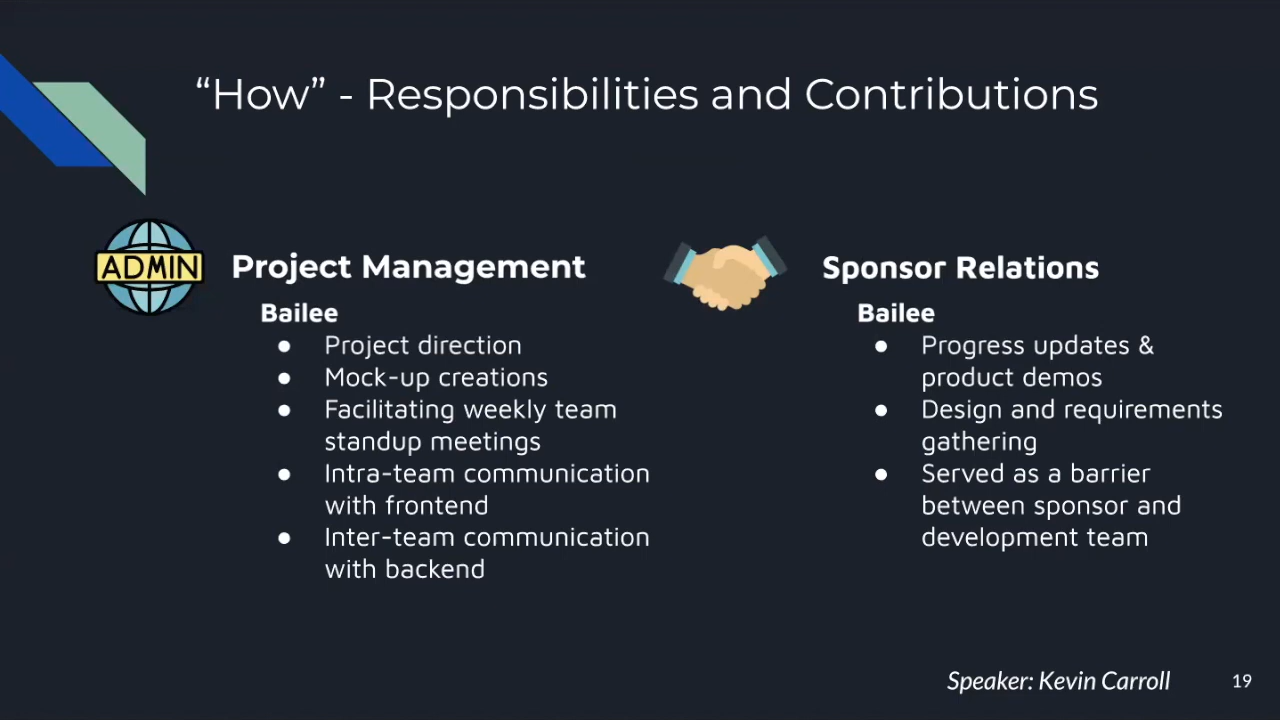 “How” - Responsibilities and Contributions
ADMIN
Project Management
Bailee
● Project direction
● Mock-up creations
● Facilitating weekly team
standup meetings
● Intra-team communication
with frontend
● Inter-team communication
with backend
Sponsor Relations
Bailee
● Progress updates &
product demos
● Design and requirements
gathering
● Served as a barrier
between sponsor and
development team
Speaker: Kevin Carroll
19